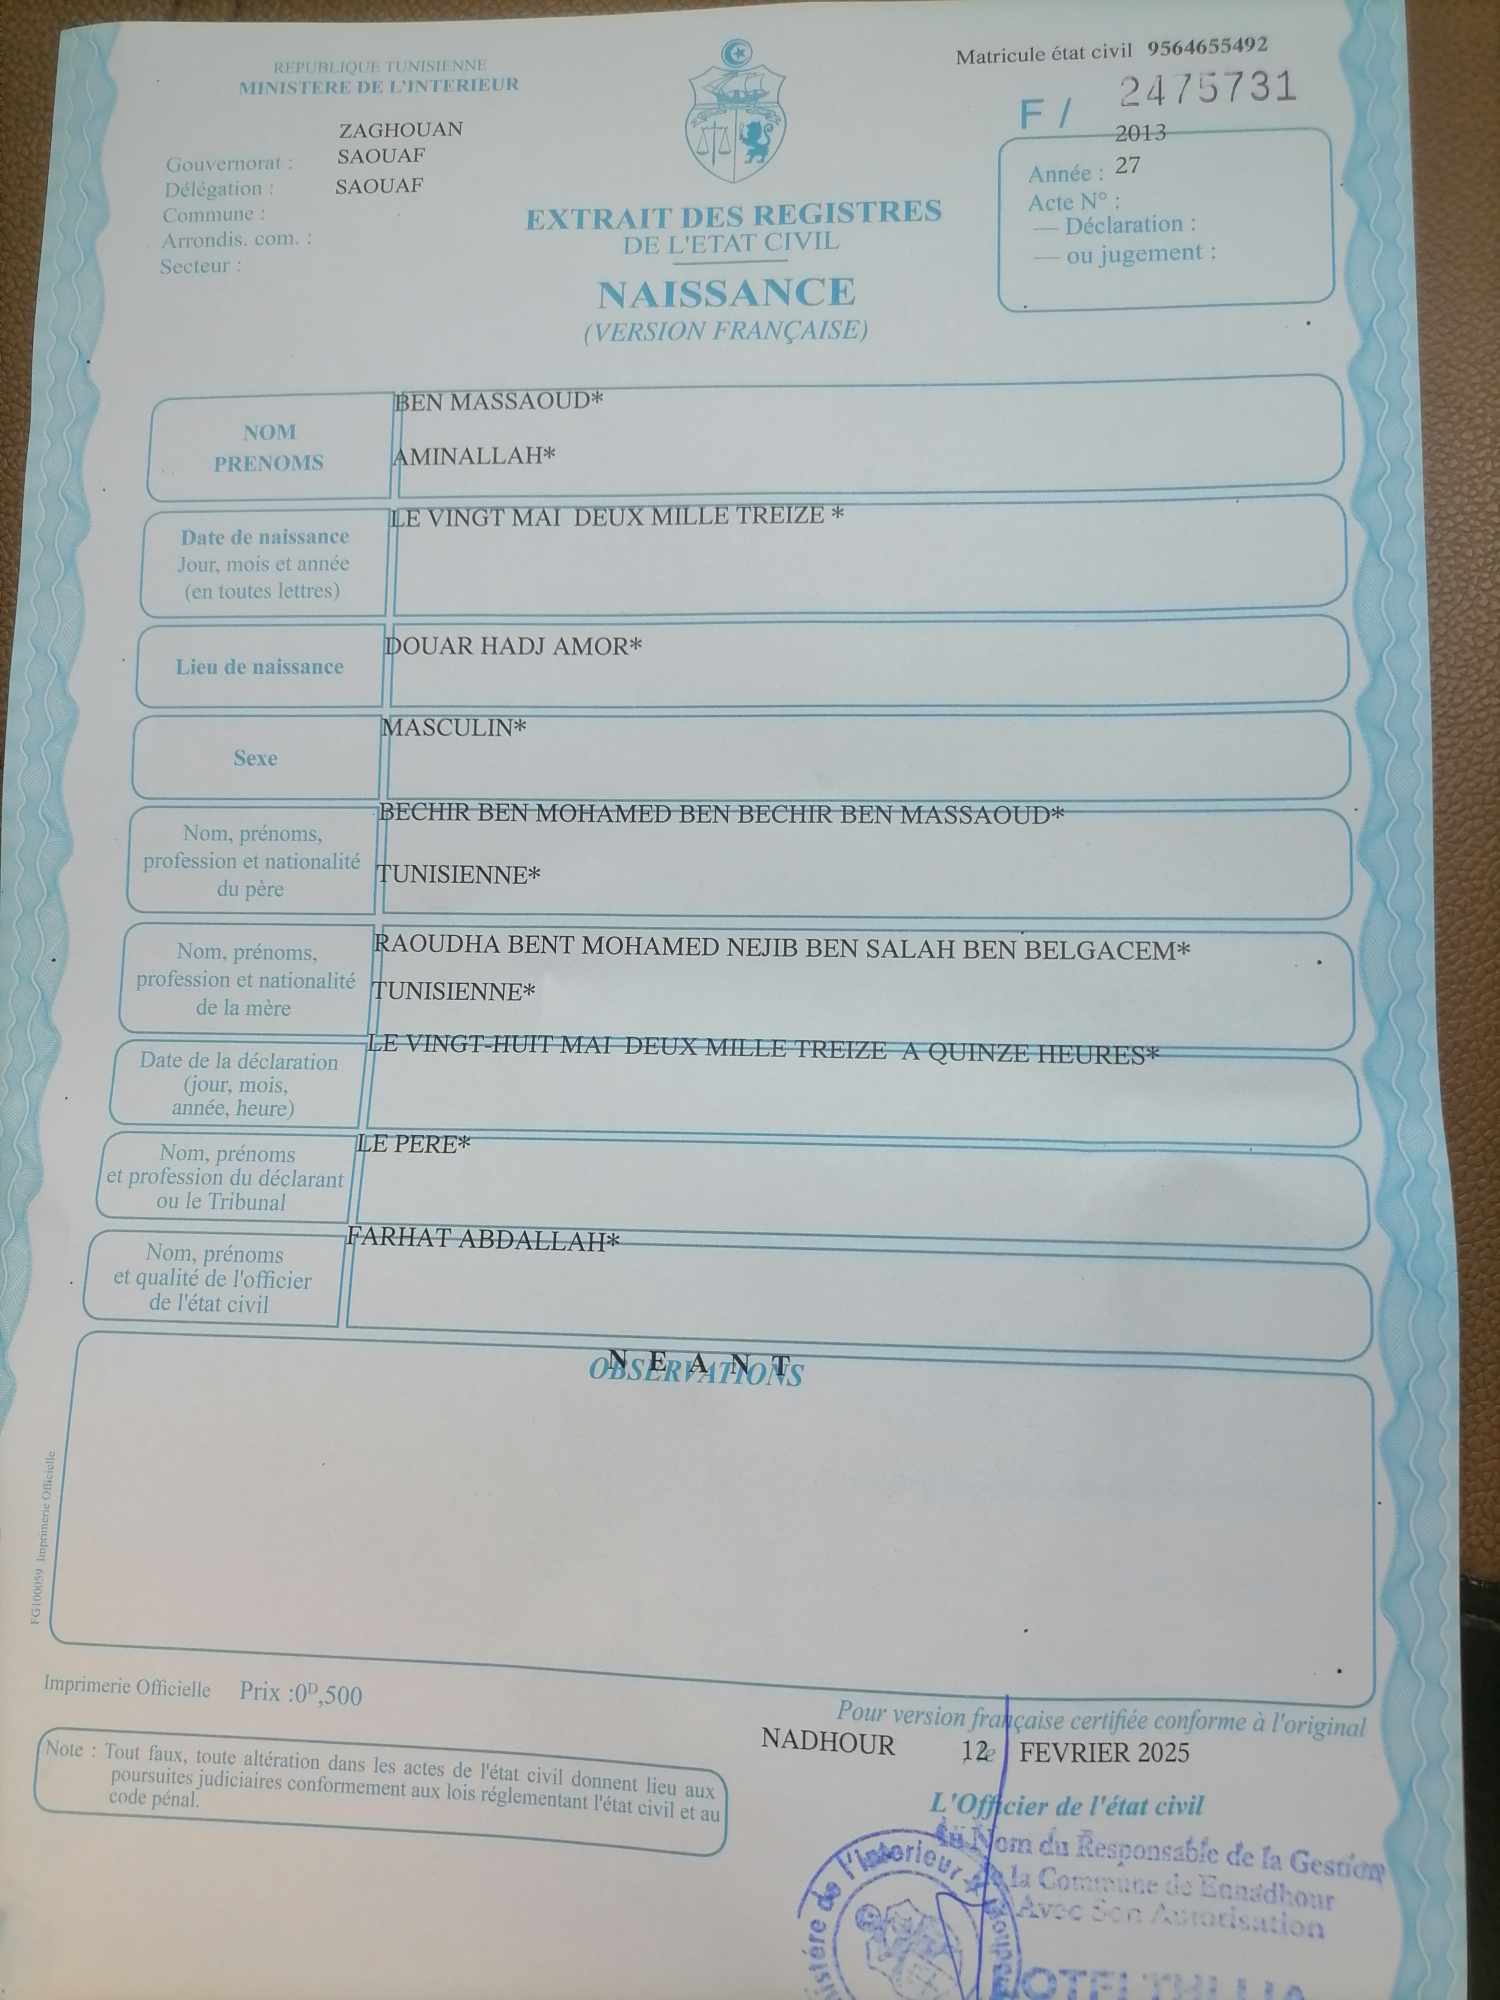 REPUBLIQUE TUNISIENNE
MINISTERE DE L'INTERIEUR
Matricule état civil 9564655492
F / 2475731
ZAGHOUAN
Gouvernorat : SAOUAF
Délégation : SAOUAF
Commune :
Arrondis. com. :
Secteur :
2013
Année : 27
Acte N° :
— Déclaration :
— ou jugement :
EXTRAIT DES REGISTRES
DE L'ETAT CIVIL
NAISSANCE
(VERSION FRANÇAISE)
BEN MASSAOUD*
NOM
PRENOMS
AMINALLAH*
LE VINGT MAI DEUX MILLE TREIZE *
Date de naissance
Jour, mois et année
(en toutes lettres)
DOUAR HADJ AMOR*
Lieu de naissance
MASCULIN*
Sexe
BECHIR BEN MOHAMED BEN BECHIR BEN MASSAOUD*
Nom, prénoms,
profession et nationalité
du père
TUNISIENNE*
RAOUDHA BENT MOHAMED NEJIB BEN SALAH BEN BELGACEM*
Nom, prénoms,
profession et nationalité
de la mère
TUNISIENNE*
LE VINGT-HUIT MAI DEUX MILLE TREIZE A QUINZE HEURES*
Date de la déclaration
(jour, mois,
année, heure)
LE PERE*
Nom, prénoms
et profession du déclarant
ou le Tribunal
FARHAT ABDALLAH*
Nom, prénoms
et qualité de l'officier
de l'état civil
N E A N T
OBSERVATIONS
FG100059 Imprimerie Officielle
Imprimerie Officielle Prix :0D,500
Pour version française certifiée conforme à l'original
NADHOUR 12 FEVRIER 2025
Note : Tout faux, toute altération dans les actes de l'état civil donnent lieu aux
poursuites judiciaires conformement aux lois réglementant l'état civil et au
code pénal.
L'Officier de l'état civil
Nom du Responsable de la Gestion
la Commune de Ennadhour
Avec Son Autorisation
de l'interieur